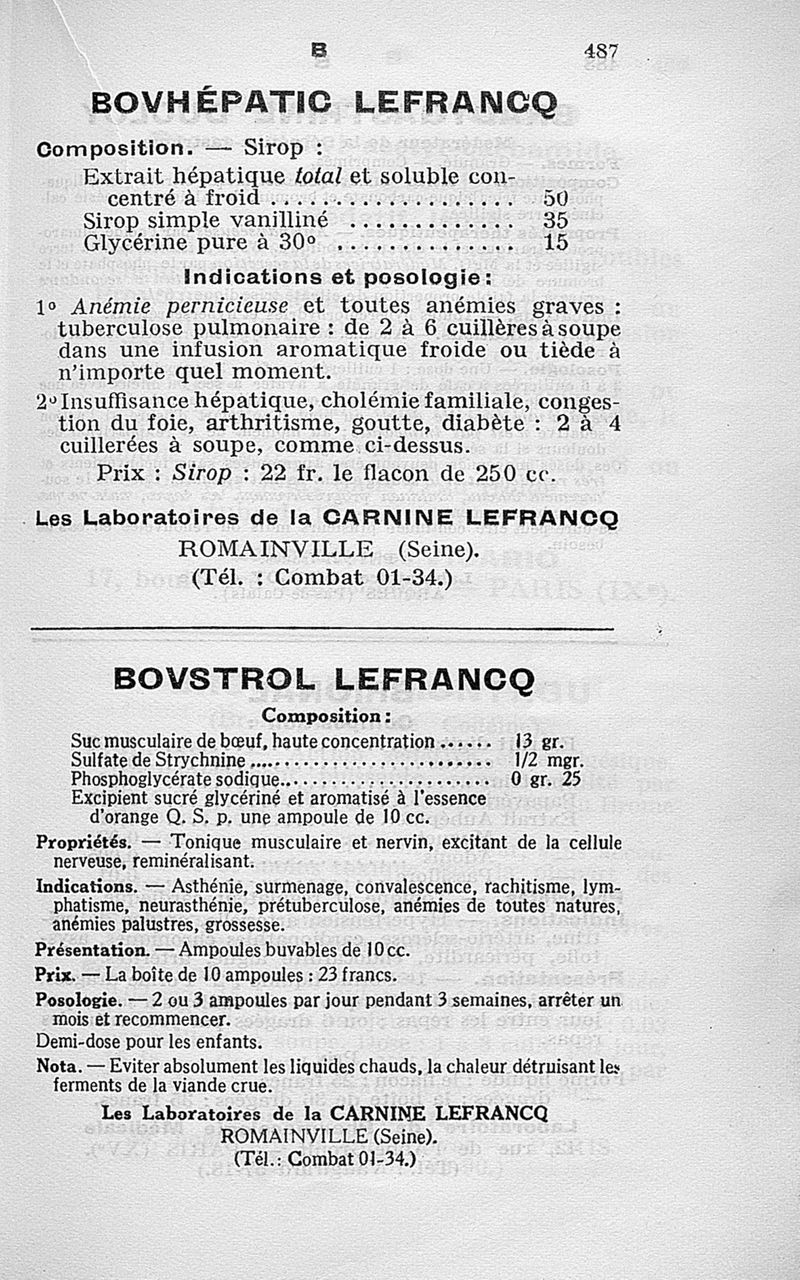 B 487
BOVHÉPATIC LEFRANCQ
Composition. — Sirop :
Extrait hépatique total et soluble con-
centré à froid .................. 50
Sirop simple vanilliné ............ 35
Glycérine pure à 30° ............. 15
Indications et posologie :
1° Anémie pernicieuse et toutes anémies graves :
tuberculose pulmonaire : de 2 à 6 cuillères à soupe
dans une infusion aromatique froide ou tiède à
n'importe quel moment.
2° Insuffisance hépatique, cholémie familiale, conges-
tion du foie, arthritisme, goutte, diabète : 2 à 4
cuillerées à soupe, comme ci-dessus.
Prix : Sirop : 22 fr. le flacon de 250 cc.
Les Laboratoires de la CARNINE LEFRANCQ
ROMAINVILLE (Seine).
(Tél. : Combat 01-34.)
BOVSTROL LEFRANCQ
Composition :
Suc musculaire de bœuf, haute concentration ...... 13 gr.
Sulfate de Strychnine .......................... 1/2 mgr.
Phosphoglycérate sodique........................ 0 gr. 25
Excipient sucré glycériné et aromatisé à l'essence
d'orange Q. S. p. une ampoule de 10 cc.
Propriétés. — Tonique musculaire et nervin, excitant de la cellule
nerveuse, reminéralisant.
Indications. — Asthénie, surmenage, convalescence, rachitisme, lym-
phatisme, neurasthénie, prétuberculose, anémies de toutes natures,
anémies palustres, grossesse.
Présentation. — Ampoules buvables de 10 cc.
Prix. — La boîte de 10 ampoules : 23 francs.
Posologie. — 2 ou 3 ampoules par jour pendant 3 semaines, arrêter un
mois et recommencer.
Demi-dose pour les enfants.
Nota. — Eviter absolument les liquides chauds, la chaleur détruisant les
ferments de la viande crue.
Les Laboratoires de la CARNINE LEFRANCQ
ROMAINVILLE (Seine).
(Tél. : Combat 01-34.)